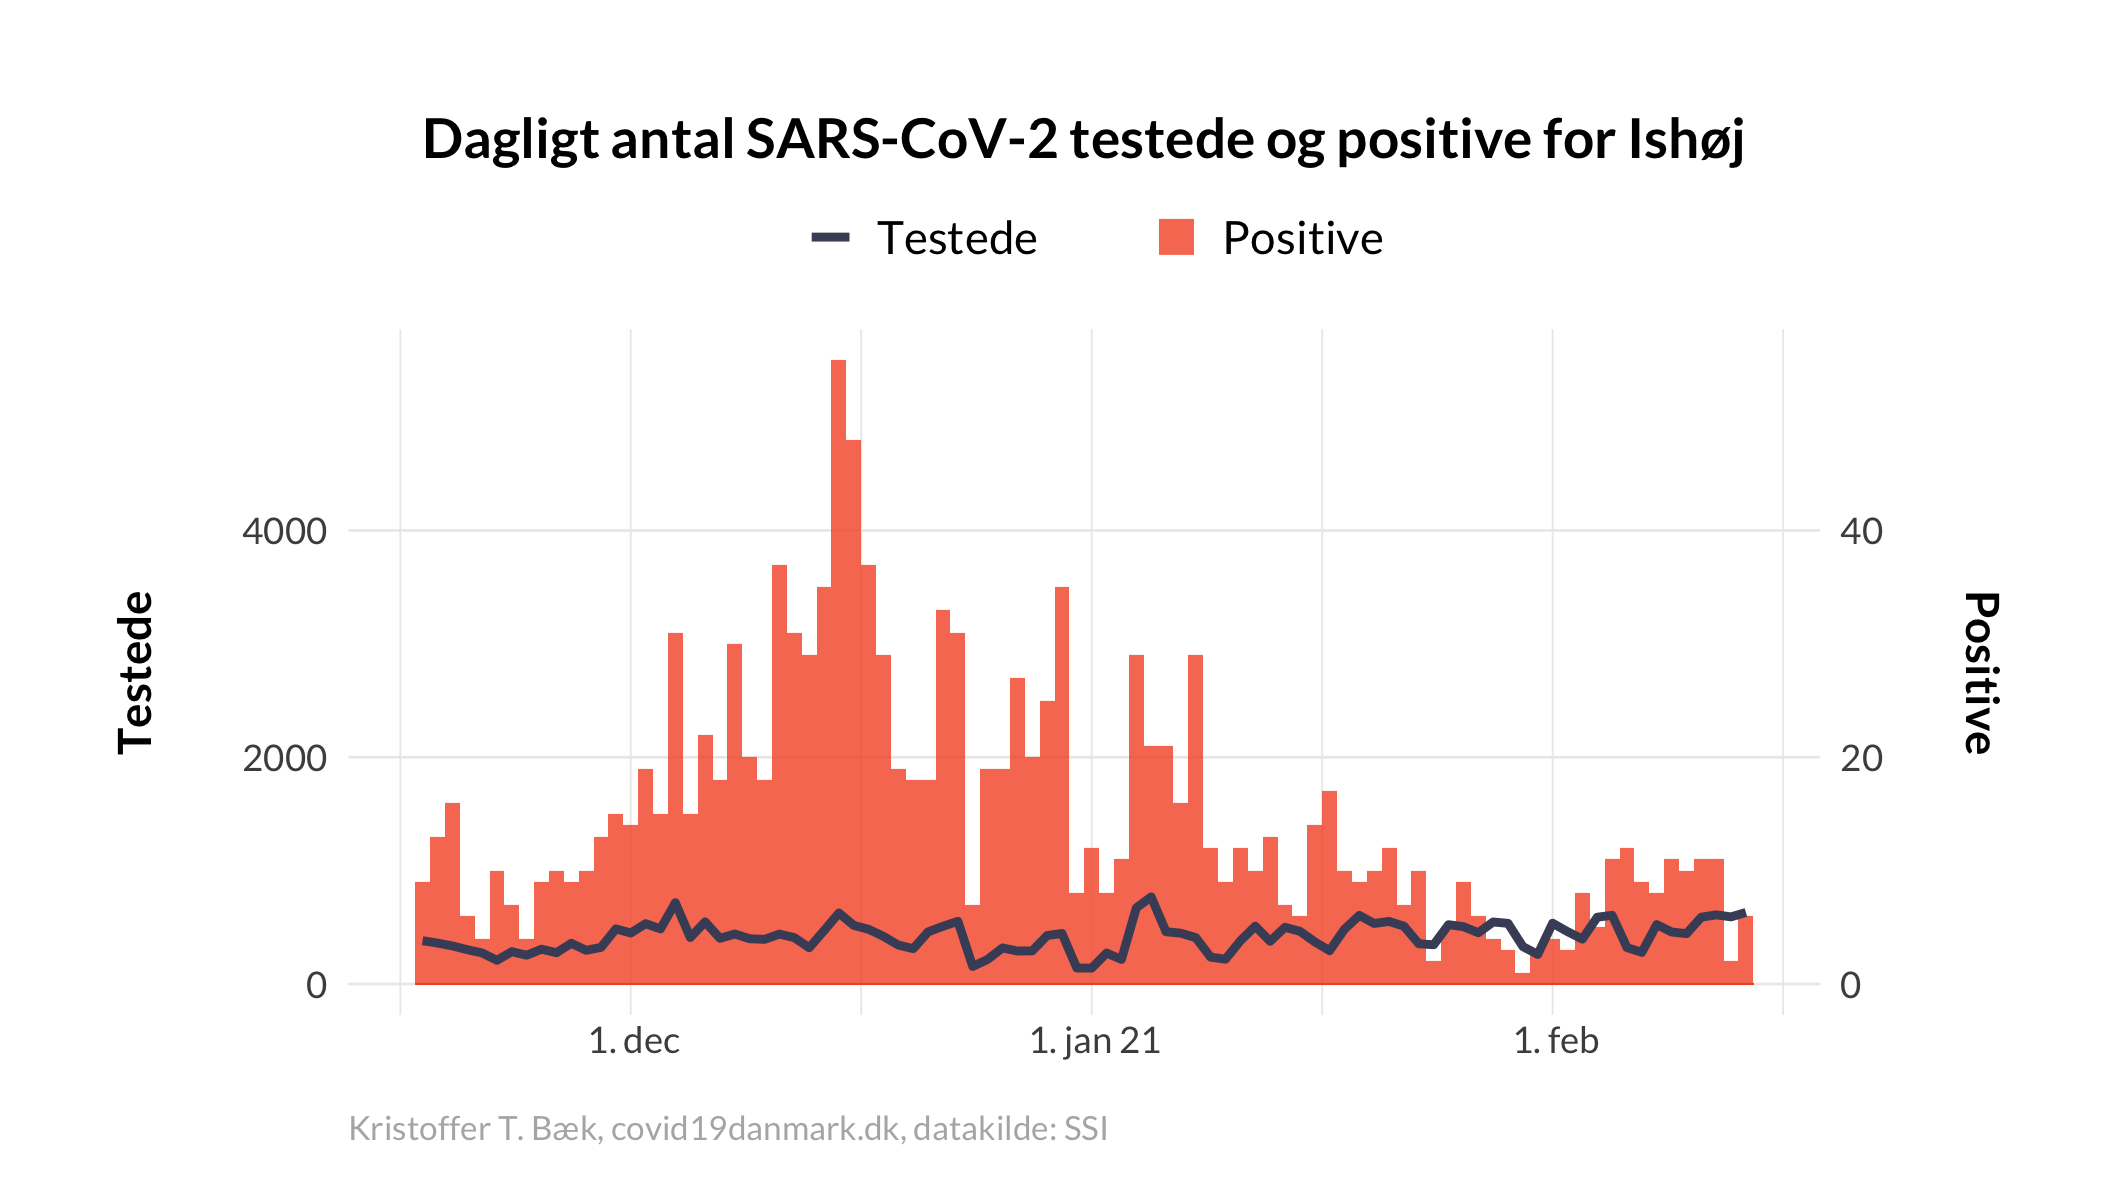 Dagligt antal SARS-CoV-2 testede og positive for Ishøj
Testede
Positive
4000
2000
0
Testede
40
20
0
Positive
1. dec
1. jan 21
1. feb
Kristoffer T. Bæk, covid19danmark.dk, datakilde: SSI